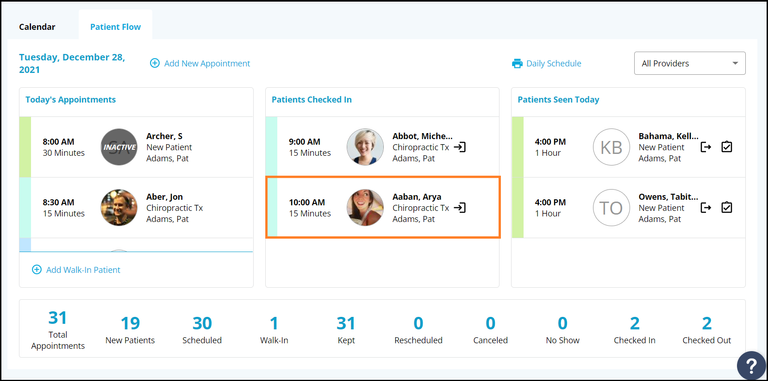 Calendar
Patient Flow
Tuesday, December 28,
2021
Add New Appointment
Daily Schedule
All Providers
Today's Appointments
8:00 AM
30 Minutes
INACTIVE
Archer, S
New Patient
Adams, Pat
8:30 AM
15 Minutes
Aber, Jon
Chiropractic Tx
Adams, Pat
Add Walk-In Patient
Patients Checked In
9:00 AM
15 Minutes
Abbot, Miche...
Chiropractic Tx
Adams, Pat
10:00 AM
15 Minutes
Aaban, Arya
Chiropractic Tx
Adams, Pat
Patients Seen Today
4:00 PM
1 Hour
KB
Bahama, Kell...
New Patient
Adams, Pat
4:00 PM
1 Hour
TO
Owens, Tabit...
New Patient
Adams, Pat
31
Total
Appointments
19
New Patients
30
Scheduled
1
Walk-In
31
Kept
0
Rescheduled
0
Canceled
0
No Show
2
Checked In
2
Checked Out
?